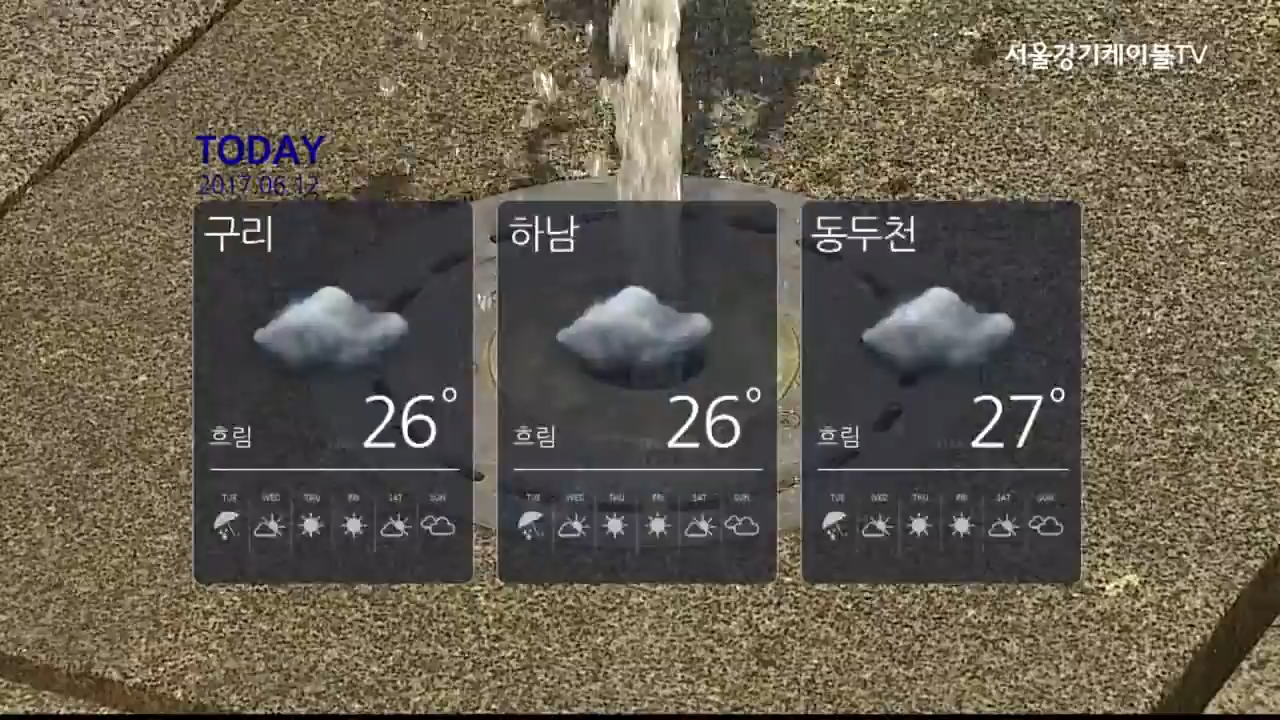 서울경기케이블TV
TODAY
2017.06.12
구리
흐림
26°
TUE WED THU FRI SAT SUN
하남
흐림
26°
TUE WED THU FRI SAT SUN
동두천
흐림
27°
TUE WED THU FRI SAT SUN